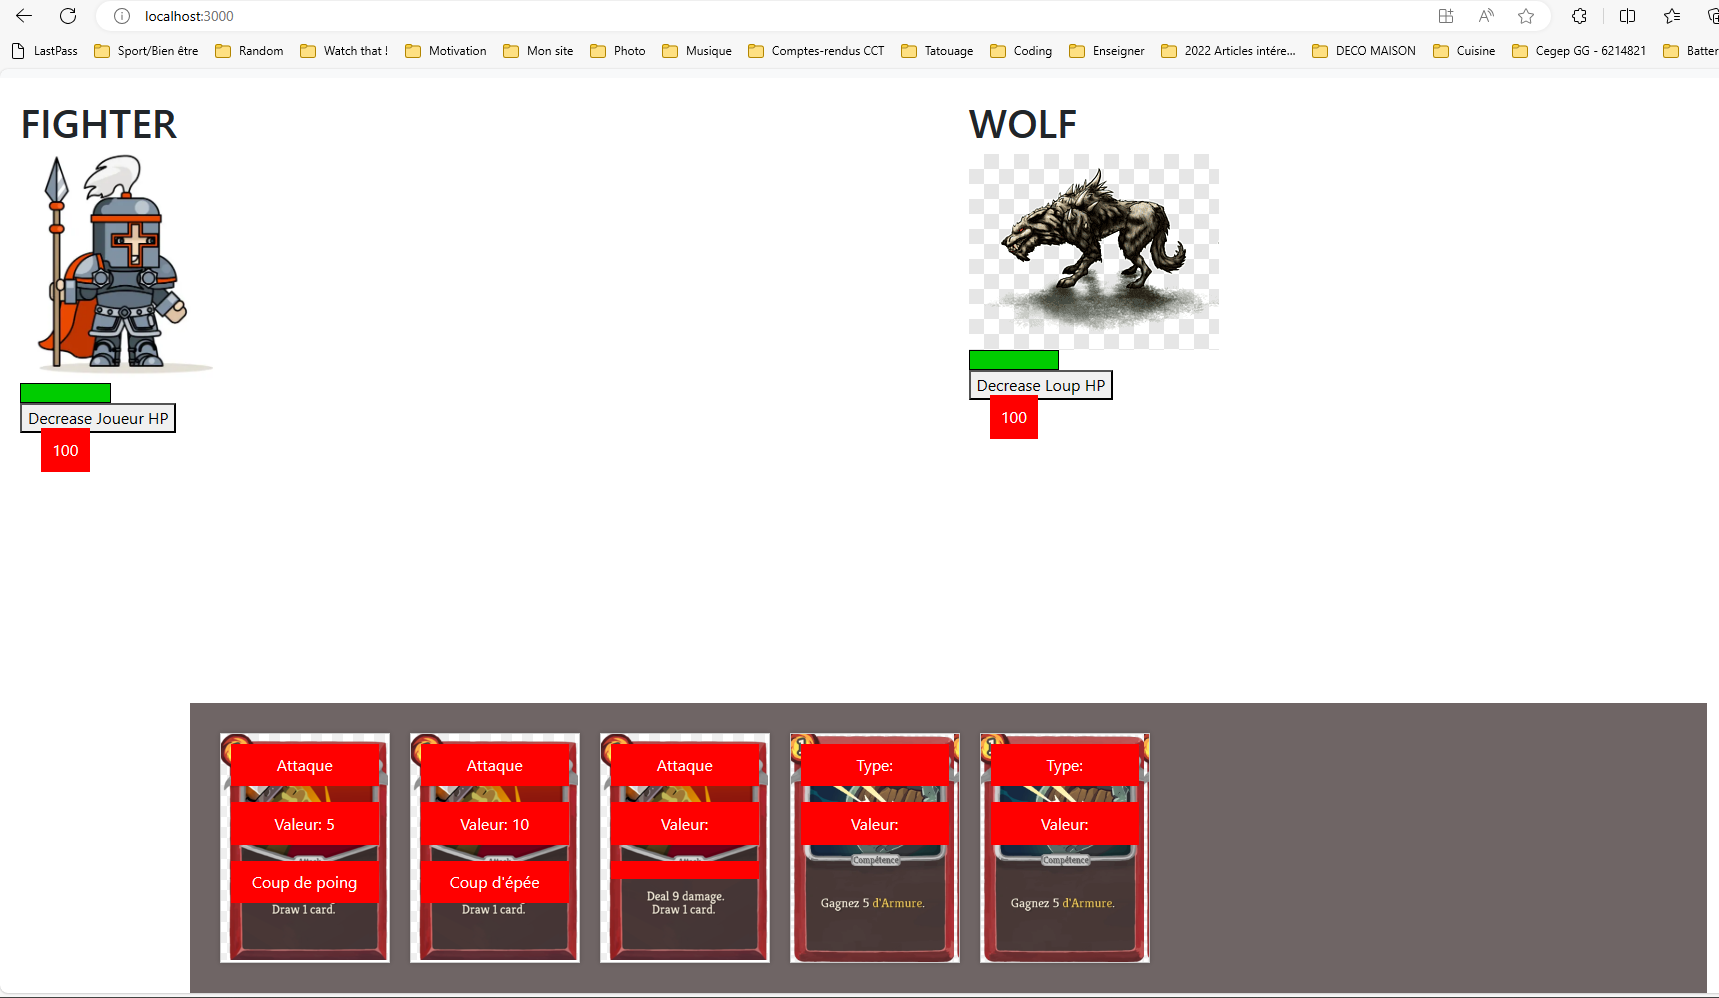 localhost:3000
LastPass
Sport/Bien être
Random
Watch that !
Motivation
Mon site
Photo
Musique
Comptes-rendus CCT
Tatouage
Coding
Enseigner
2022 Articles intére...
DECO MAISON
Cuisine
Cegep GG - 6214821
Batter
FIGHTER
WOLF
Decrease Joueur HP
100
Decrease Loup HP
100
Attaque
Valeur: 5
Coup de poing
Draw 1 card.
Attaque
Valeur: 10
Coup d'épée
Draw 1 card.
Attaque
Valeur:
Deal 9 damage.
Draw 1 card.
Type:
Valeur:
Compétence
Gagnez 5 d'Armure.
Type:
Valeur:
Compétence
Gagnez 5 d'Armure.